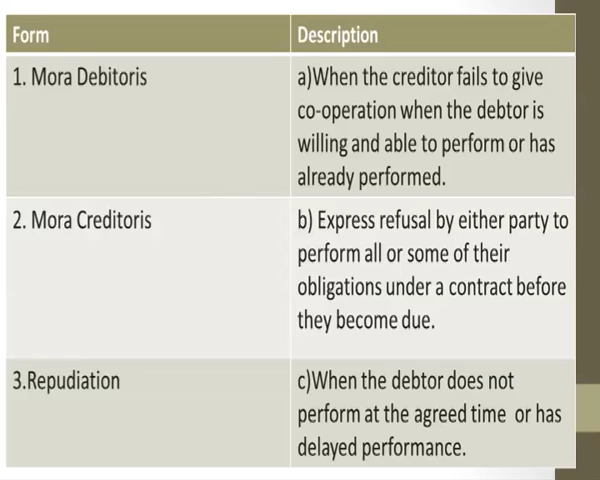 Form
Description
1. Mora Debitoris
a)When the creditor fails to give
co-operation when the debtor is
willing and able to perform or has
already performed.
2. Mora Creditoris
b) Express refusal by either party to
perform all or some of their
obligations under a contract before
they become due.
3.Repudiation
c)When the debtor does not
perform at the agreed time or has
delayed performance.